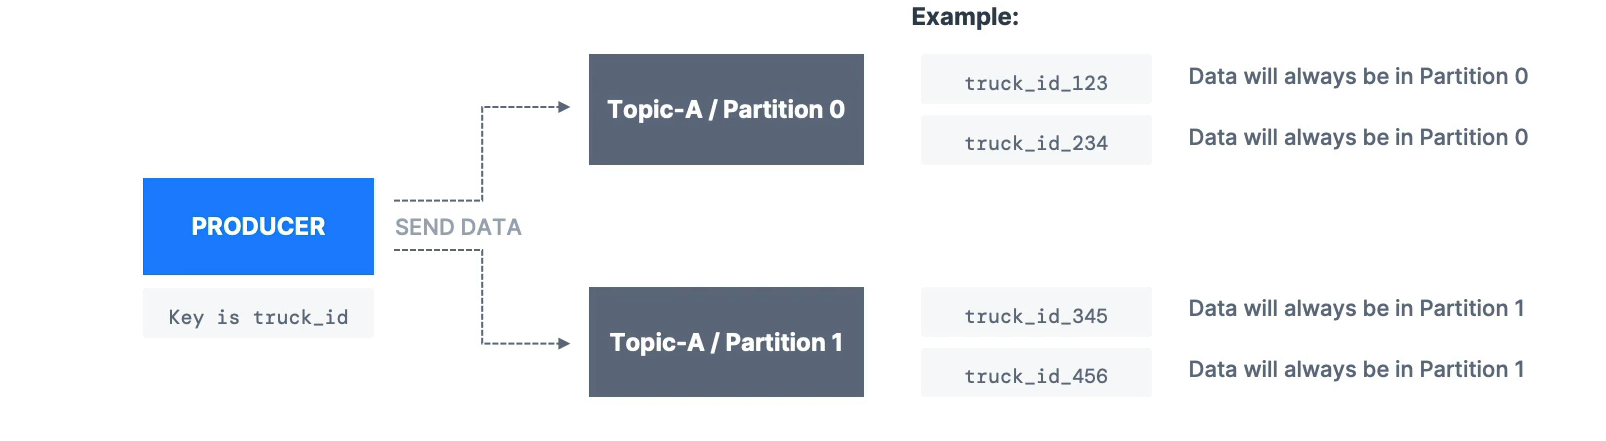 Example:
PRODUCER
Key is truck_id
SEND DATA
Topic-A / Partition 0
truck_id_123
Data will always be in Partition 0
truck_id_234
Data will always be in Partition 0
Topic-A / Partition 1
truck_id_345
Data will always be in Partition 1
truck_id_456
Data will always be in Partition 1